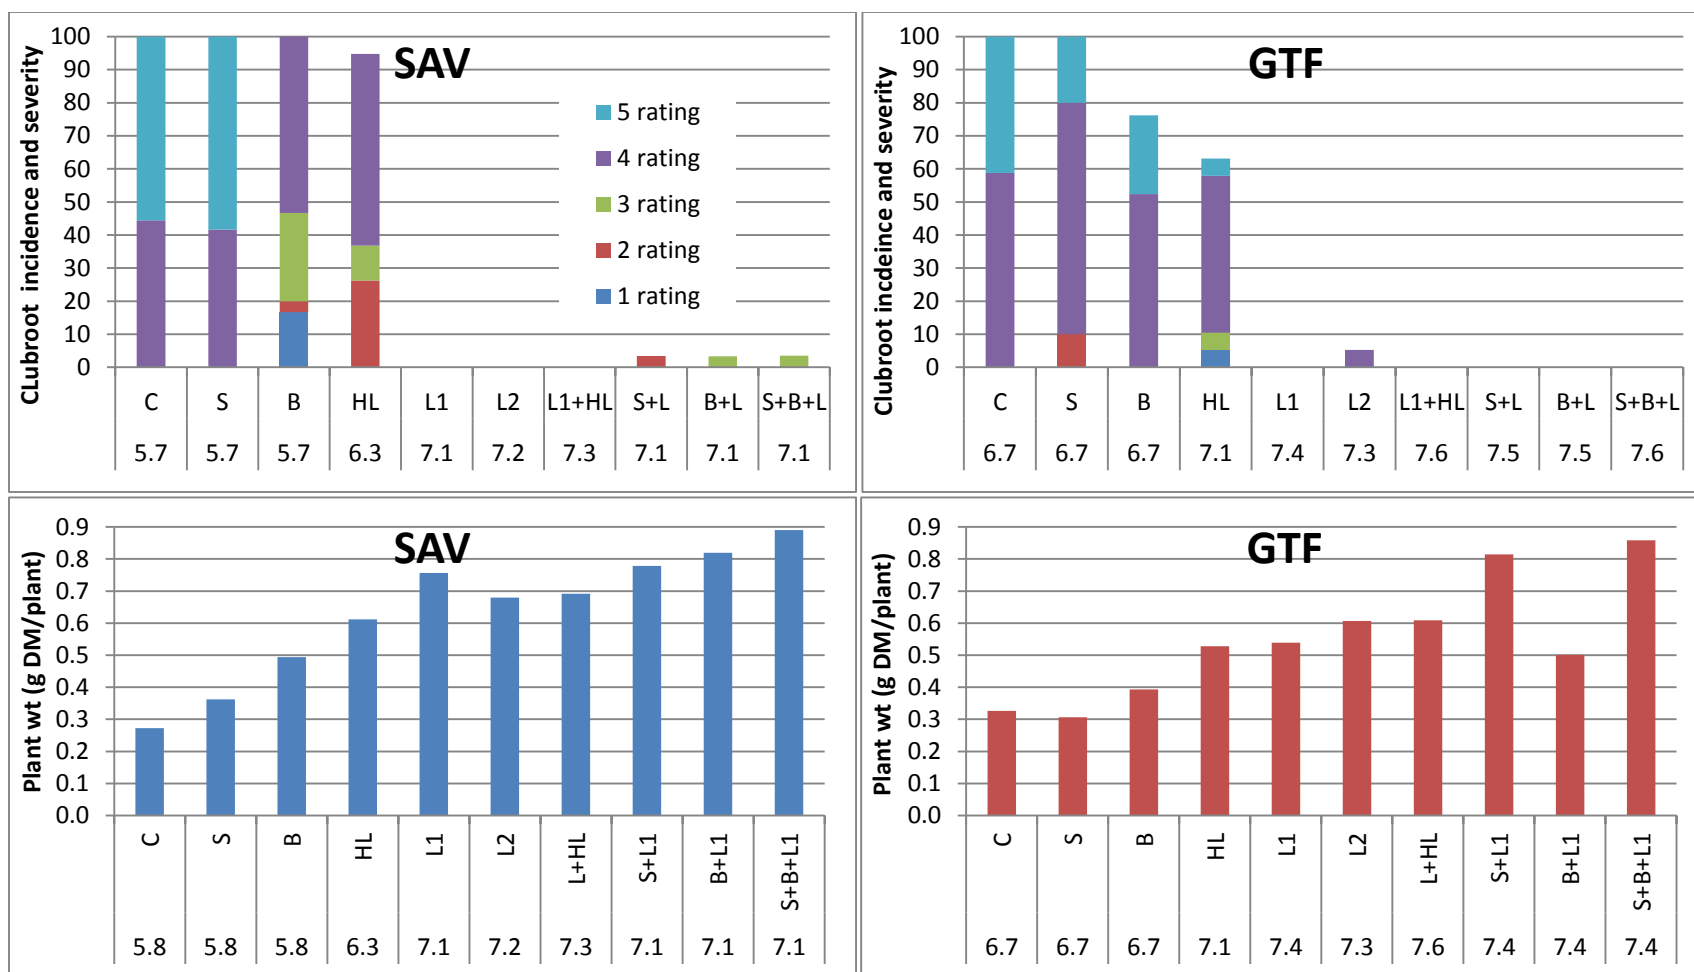 SAV
CLubroot  incidence and severity
100
90
80
70
60
50
40
30
20
10
0
5 rating
4 rating
3 rating
2 rating
1 rating
C S B HL L1 L2 L1+HL S+L B+L S+B+L
5.7 5.7 5.7 6.3 7.1 7.2 7.3 7.1 7.1 7.1
GTF
Clubroot incdeince and severity
100
90
80
70
60
50
40
30
20
10
0
C S B HL L1 L2 L1+HL S+L B+L S+B+L
6.7 6.7 6.7 7.1 7.4 7.3 7.6 7.5 7.5 7.6
SAV
Plant wt (g DM/plant)
0.9
0.8
0.7
0.6
0.5
0.4
0.3
0.2
0.1
0.0
C S B HL L1 L2 L+HL S+L1 B+L1 S+B+L1
5.8 5.8 5.8 6.3 7.1 7.2 7.3 7.1 7.1 7.1
GTF
Plant wt (g DM/plant)
0.9
0.8
0.7
0.6
0.5
0.4
0.3
0.2
0.1
0.0
C S B HL L1 L2 L+HL S+L1 B+L1 S+B+L1
6.7 6.7 6.7 7.1 7.4 7.3 7.6 7.4 7.4 7.4